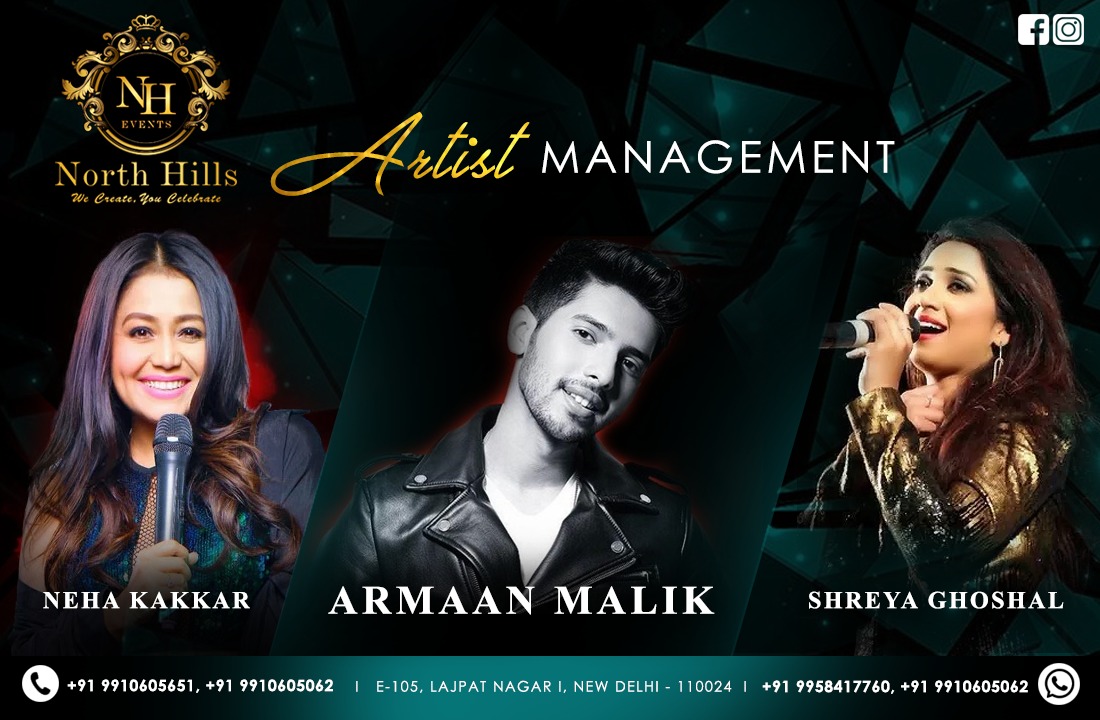 NH
EVENTS
North Hills
We Create, You Celebrate
Artist MANAGEMENT
NEHA KAKKAR
ARMAAN MALIK
SHREYA GHOSHAL
+91 9910605651, +91 9910605062 | E-105, LAJPAT NAGAR I, NEW DELHI - 110024 | +91 9958417760, +91 9910605062